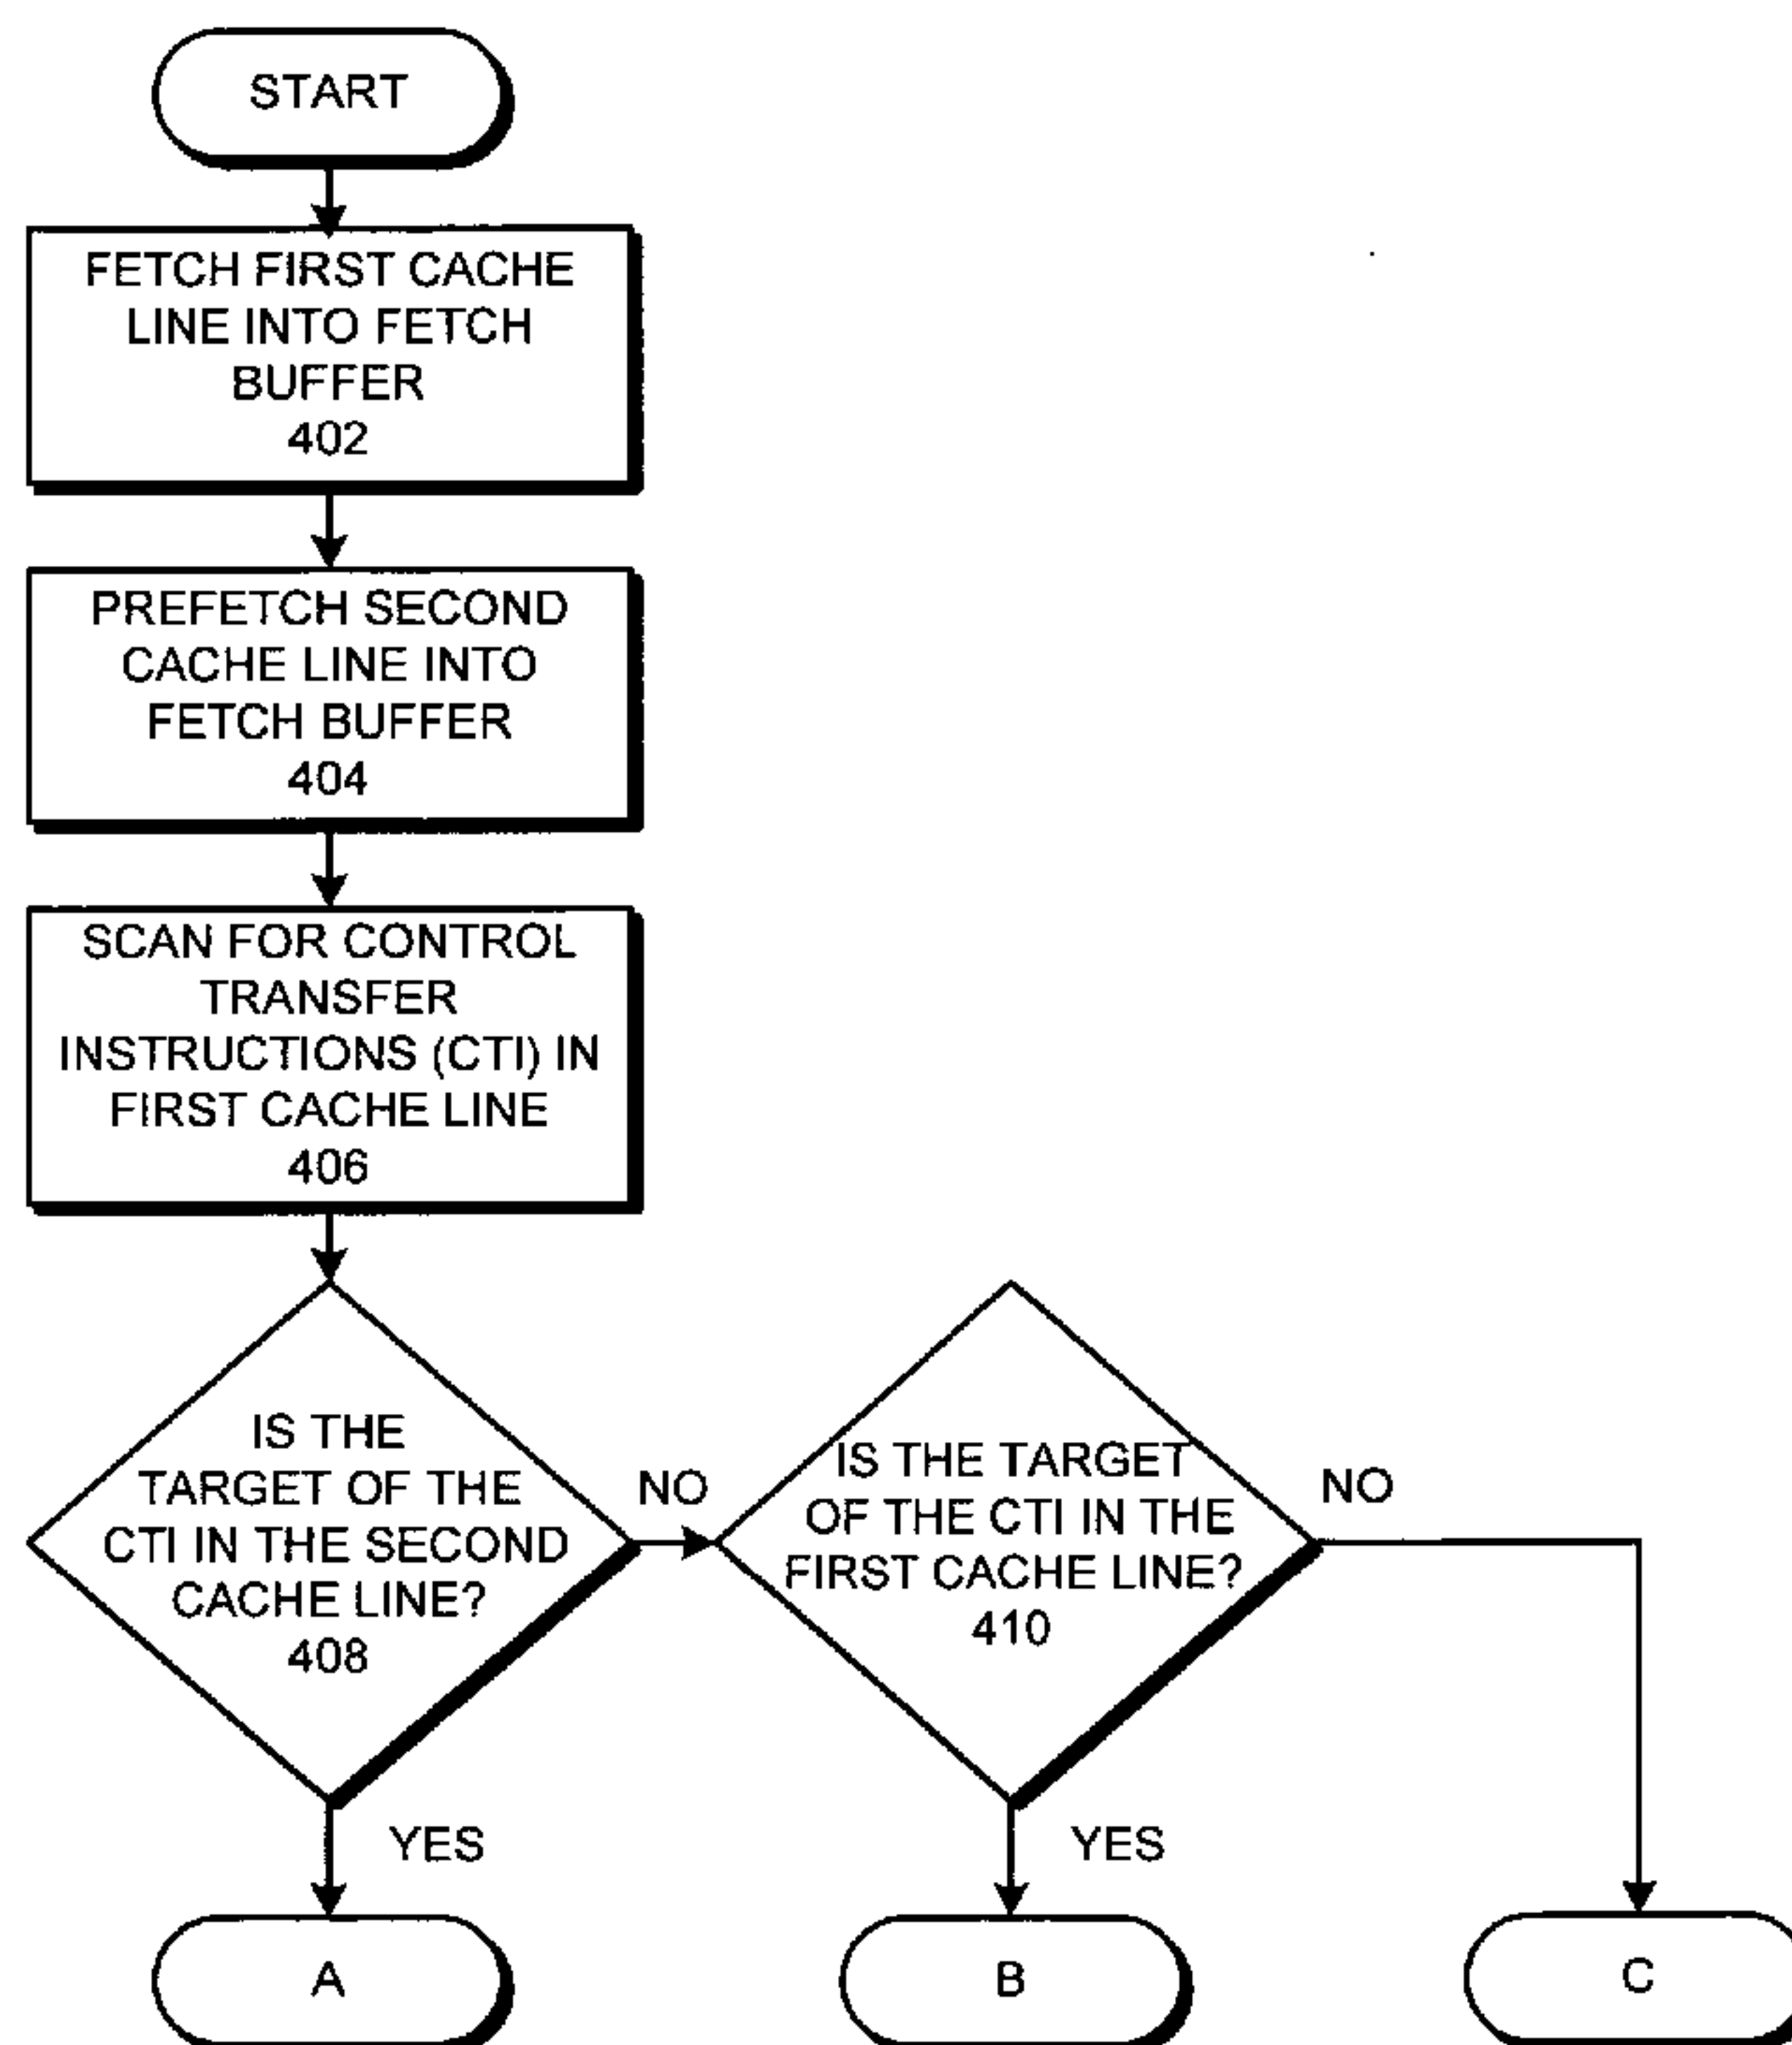 START
FETCH FIRST CACHE
LINE INTO FETCH
BUFFER
402
PREFETCH SECOND
CACHE LINE INTO
FETCH BUFFER
404
SCAN FOR CONTROL
TRANSFER
INSTRUCTIONS (CTI) IN
FIRST CACHE LINE
406
IS THE
TARGET OF THE
CTI IN THE SECOND
CACHE LINE?
408
NO
YES
IS THE TARGET
OF THE CTI IN THE
FIRST CACHE LINE?
410
NO
YES
A
B
C